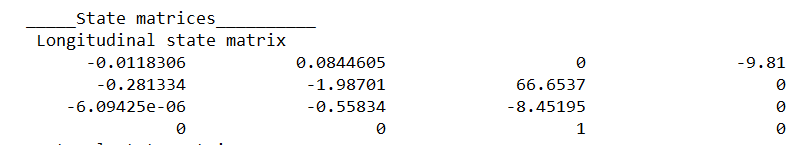 _____State matrices__________
Longitudinal state matrix
-0.0118306 0.0844605 0 -9.81
-0.281334 -1.98701 66.6537 0
-6.09425e-06 -0.55834 -8.45195 0
0 0 1 0